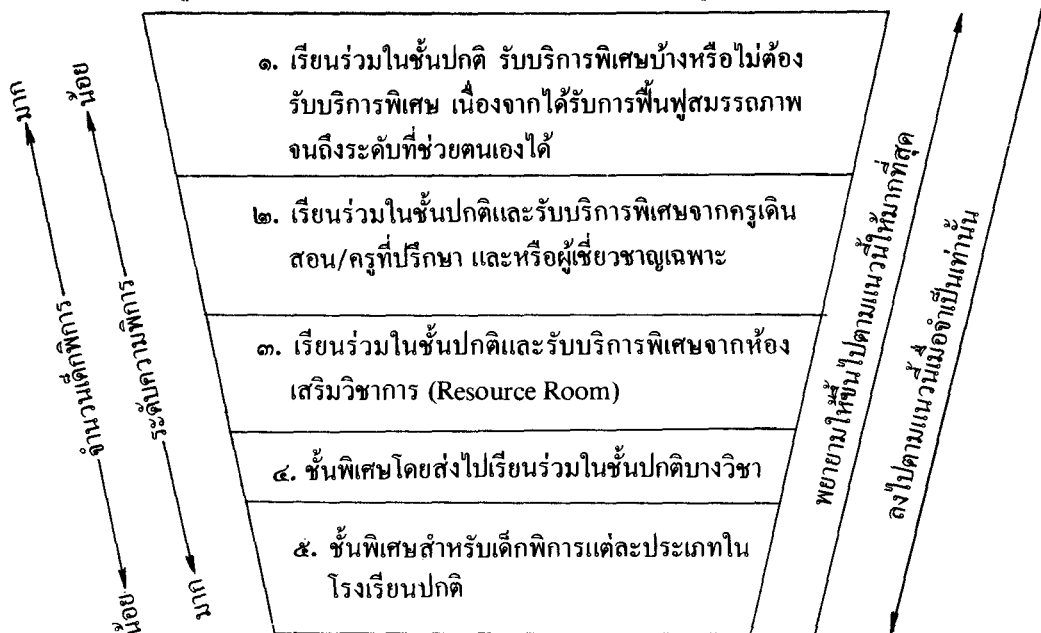 ๑. เรียนร่วมในชั้นปกติ รับบริการพิเศษบ้างหรือไม่ต้อง
รับบริการพิเศษ เนื่องจากได้รับการฟื้นฟูสมรรถภาพ
จนถึงระดับที่ช่วยตนเองได้
๒. เรียนร่วมในชั้นปกติและรับบริการพิเศษจากครูเดิน
สอน/ครูที่ปรึกษา และหรือผู้เชี่ยวชาญเฉพาะ
๓. เรียนร่วมในชั้นปกติและรับบริการพิเศษจากห้อง
เสริมวิชาการ (Resource Room)
๔. ชั้นพิเศษโดยส่งไปเรียนร่วมในชั้นปกติบางวิชา
๕. ชั้นพิเศษสำหรับเด็กพิการแต่ละประเภทใน
โรงเรียนปกติ
มาก
จำนวนเด็กพิการ
น้อย
น้อย
ระดับความพิการ
มาก
พยายามให้ขึ้นไปตามแนวนี้ให้มากที่สุด
ลงไปตามแนวนี้เมื่อจำเป็นเท่านั้น